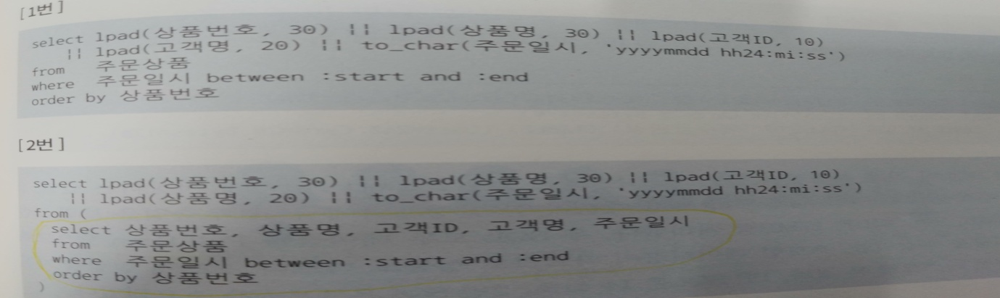 [1번]
select lpad(상품번호, 30) || lpad(상품명, 30) || lpad(고객ID, 10)
|| lpad(고객명, 20) || to_char(주문일시, 'yyyymmdd hh24:mi:ss')
from 주문상품
where 주문일시 between :start and :end
order by 상품번호
[2번]
select lpad(상품번호, 30) || lpad(상품명, 30) || lpad(고객ID, 10)
|| lpad(상품명, 20) || to_char(주문일시, 'yyyymmdd hh24:mi:ss')
from (
select 상품번호, 상품명, 고객ID, 고객명, 주문일시
from 주문상품
where 주문일시 between :start and :end
order by 상품번호
)